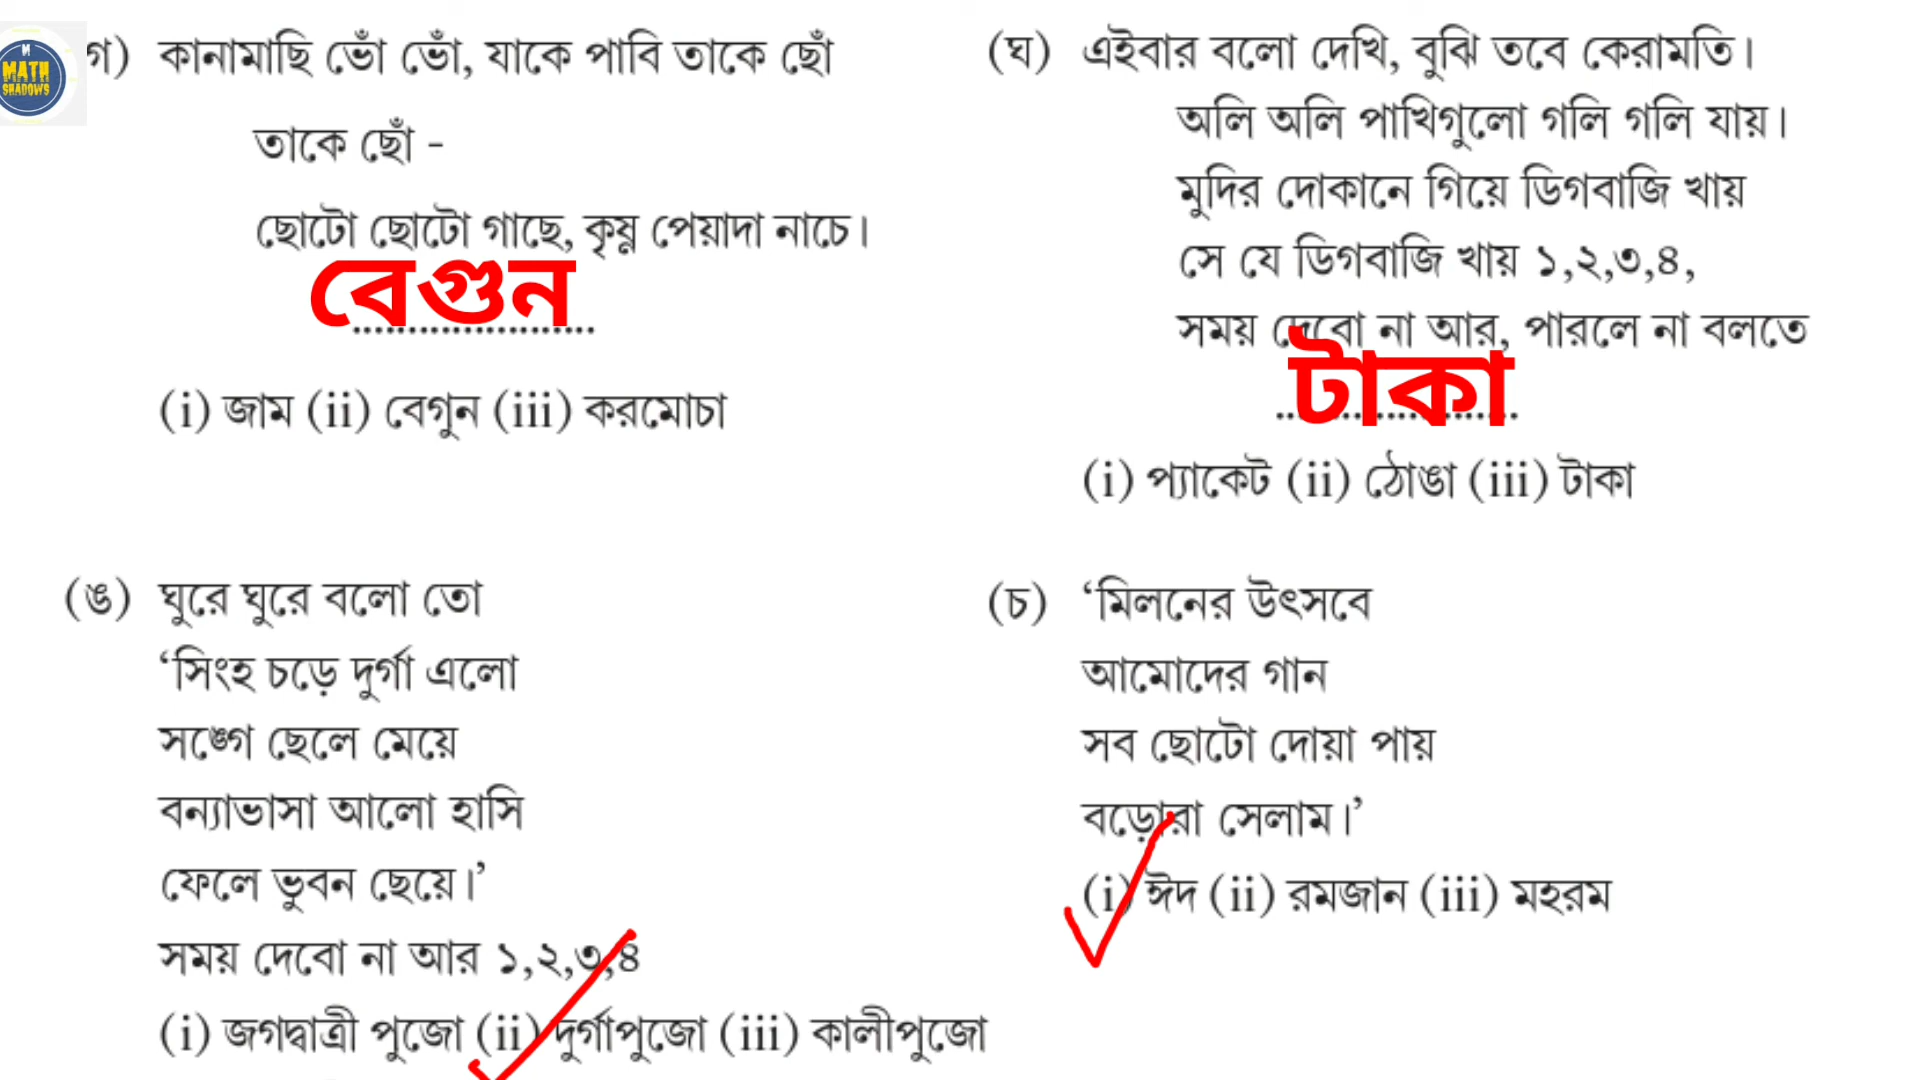 M
MATH
SHADOWS
গ) কানামাছি ভোঁ ভোঁ, যাকে পাবি তাকে ছোঁ
তাকে ছোঁ -
ছোটো ছোটো গাছে, কৃষ্ণ পেয়াদা নাচে।
বেগুন
(i) জাম (ii) বেগুন (iii) করমোচা
(ঘ) এইবার বলো দেখি, বুঝি তবে কেরামতি।
অলি অলি পাখিগুলো গলি গলি যায়।
মুদির দোকানে গিয়ে ডিগবাজি খায়
সে যে ডিগবাজি খায় ১,২,৩,৪,
সময় দেবো না আর, পারলে না বলতে
টাকা
(i) প্যাকেট (ii) ঠোঙা (iii) টাকা
(ঙ) ঘুরে ঘুরে বলো তো
‘সিংহ চড়ে দুর্গা এলো
সঙ্গে ছেলে মেয়ে
বন্যাভাসা আলো হাসি
ফেলে ভুবন ছেয়ে।’
সময় দেবো না আর ১,২,৩,৪
(i) জগদ্ধাত্রী পুজো (ii) দুর্গাপুজো (iii) কালীপুজো
(চ) ‘মিলনের উৎসবে
আমোদের গান
সব ছোটো দোয়া পায়
বড়োরা সেলাম।’
(i) ঈদ (ii) রমজান (iii) মহরম